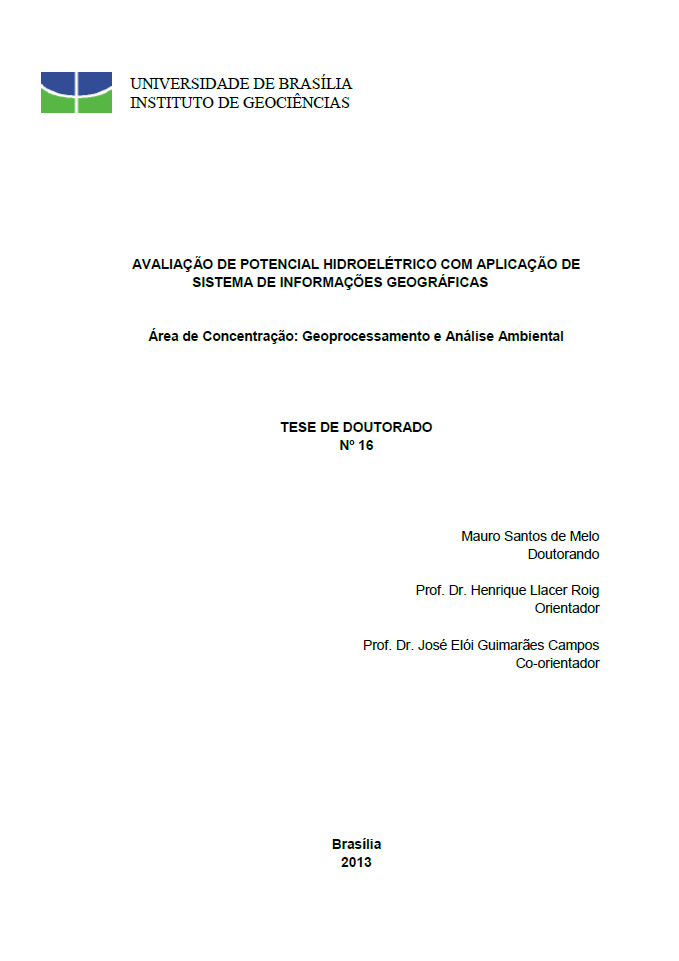 UNIVERSIDADE DE BRASÍLIA
INSTITUTO DE GEOCIÊNCIAS
AVALIAÇÃO DE POTENCIAL HIDROELÉTRICO COM APLICAÇÃO DE
SISTEMA DE INFORMAÇÕES GEOGRÁFICAS
Área de Concentração: Geoprocessamento e Análise Ambiental
TESE DE DOUTORADO
Nº 16
Mauro Santos de Melo
Doutorando
Prof. Dr. Henrique Llacer Roig
Orientador
Prof. Dr. José Elói Guimarães Campos
Co-orientador
Brasília
2013